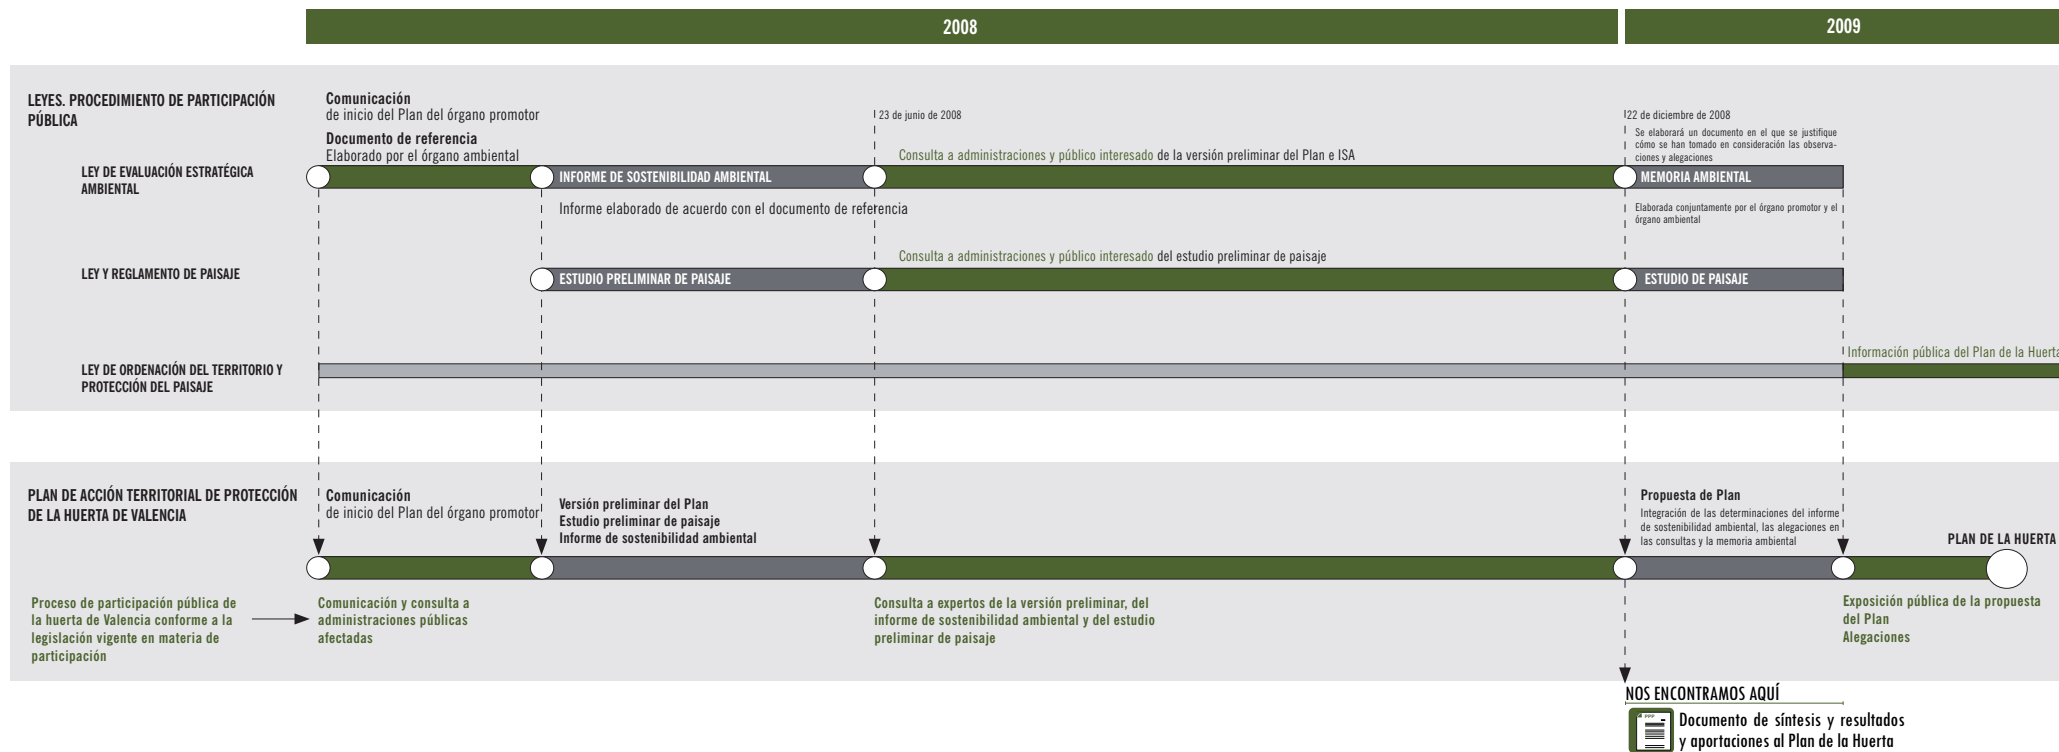 2008
2009
LEYES. PROCEDIMIENTO DE PARTICIPACIÓN
PÚBLICA
Comunicación
de inicio del Plan del órgano promotor
Documento de referencia
Elaborado por el órgano ambiental
23 de junio de 2008
22 de diciembre de 2008
Se elaborará un documento en el que se justifique
cómo se han tomado en consideración las observa-
ciones y alegaciones
LEY DE EVALUACIÓN ESTRATÉGICA
AMBIENTAL
Consulta a administraciones y público interesado de la versión preliminar del Plan e ISA
INFORME DE SOSTENIBILIDAD AMBIENTAL
MEMORIA AMBIENTAL
Informe elaborado de acuerdo con el documento de referencia
Elaborada conjuntamente por el órgano promotor y el
órgano ambiental
LEY Y REGLAMENTO DE PAISAJE
Consulta a administraciones y público interesado del estudio preliminar de paisaje
ESTUDIO PRELIMINAR DE PAISAJE
ESTUDIO DE PAISAJE
LEY DE ORDENACIÓN DEL TERRITORIO Y
PROTECCIÓN DEL PAISAJE
Información pública del Plan de la Huerta
PLAN DE ACCIÓN TERRITORIAL DE PROTECCIÓN
DE LA HUERTA DE VALENCIA
Comunicación
de inicio del Plan del órgano promotor
Versión preliminar del Plan
Estudio preliminar de paisaje
Informe de sostenibilidad ambiental
Propuesta de Plan
Integración de las determinaciones del informe
de sostenibilidad ambiental, las alegaciones en
las consultas y la memoria ambiental
PLAN DE LA HUERTA
Proceso de participación pública de
la huerta de Valencia conforme a la
legislación vigente en materia de
participación
Comunicación y consulta a
administraciones públicas
afectadas
Consulta a expertos de la versión preliminar, del
informe de sostenibilidad ambiental y del estudio
preliminar de paisaje
Exposición pública de la propuesta
del Plan
Alegaciones
NOS ENCONTRAMOS AQUÍ
PPP
Documento de síntesis y resultados
y aportaciones al Plan de la Huerta